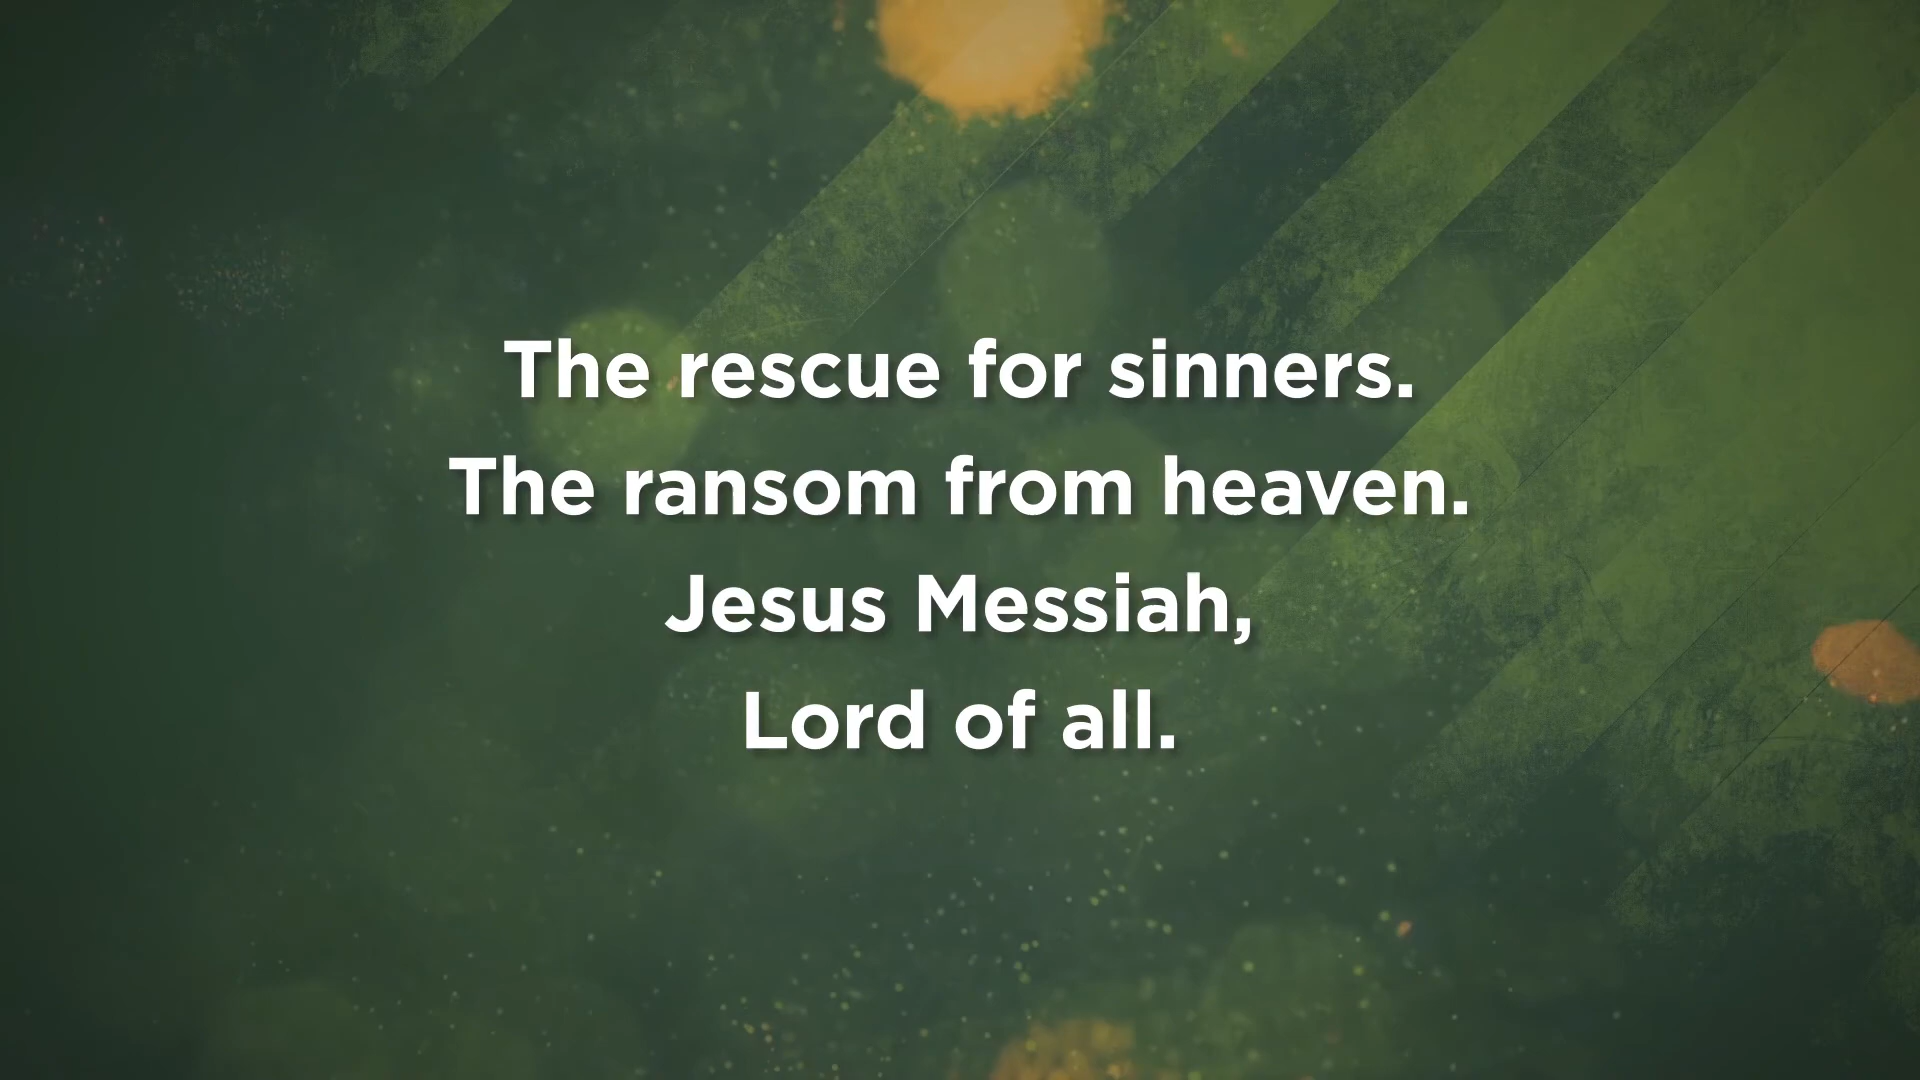 The rescue for sinners.
The ransom from heaven.
Jesus Messiah,
Lord of all.